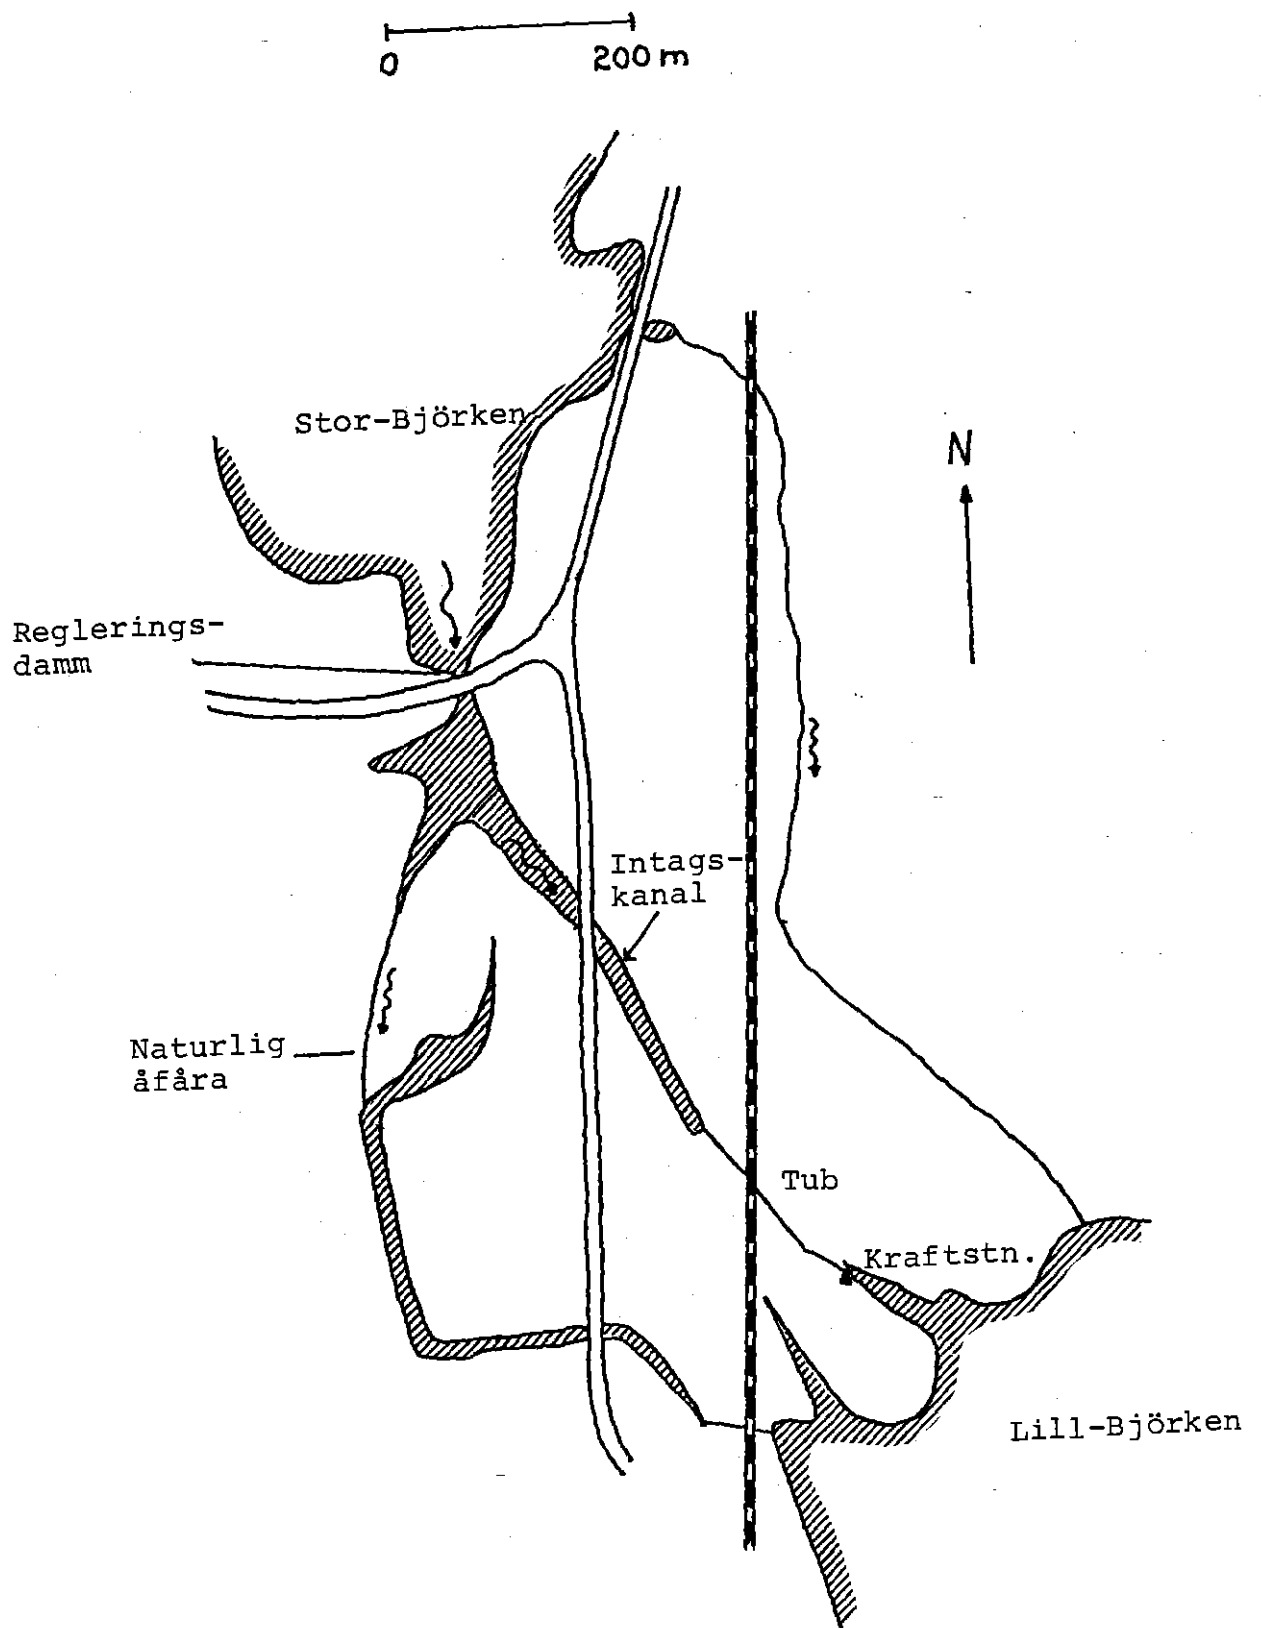 0 200 m
Stor-Björken
N
Reglerings-
damm
Intags-
kanal
Naturlig
åfåra
Tub
Kraftstn.
Lill-Björken